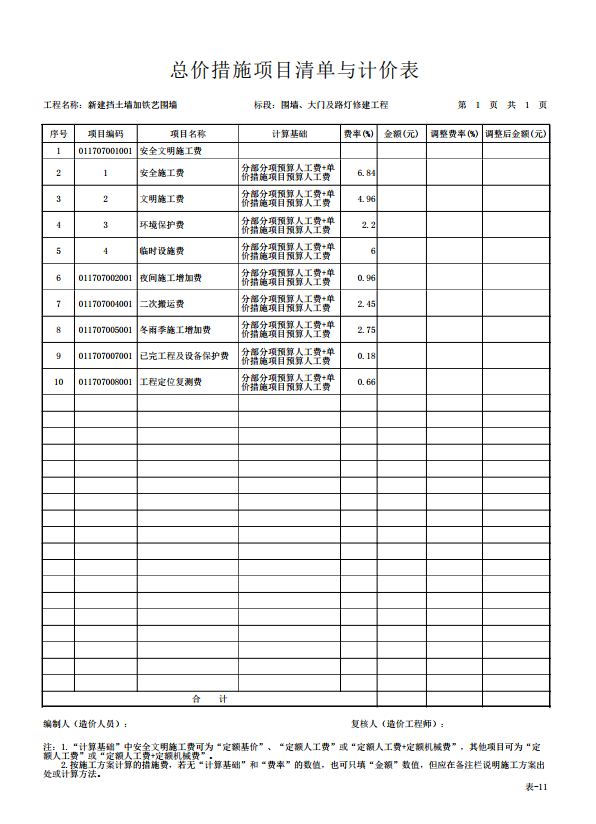 总价措施项目清单与计价表
工程名称：新建挡土墙加铁艺围墙 标段：围墙、大门及路灯修建工程 第 1 页 共 1 页
序号 项目编码 项目名称 计算基础 费率(%) 金额(元) 调整费率(%) 调整后金额(元)
1 011707001001 安全文明施工费
2 1 安全施工费 分部分项预算人工费+单
价措施项目预算人工费 6.84
3 2 文明施工费 分部分项预算人工费+单
价措施项目预算人工费 4.96
4 3 环境保护费 分部分项预算人工费+单
价措施项目预算人工费 2.2
5 4 临时设施费 分部分项预算人工费+单
价措施项目预算人工费 6
6 011707002001 夜间施工增加费 分部分项预算人工费+单
价措施项目预算人工费 0.96
7 011707004001 二次搬运费 分部分项预算人工费+单
价措施项目预算人工费 2.45
8 011707005001 冬雨季施工增加费 分部分项预算人工费+单
价措施项目预算人工费 2.75
9 011707007001 已完工程及设备保护费 分部分项预算人工费+单
价措施项目预算人工费 0.18
10 011707008001 工程定位复测费 分部分项预算人工费+单
价措施项目预算人工费 0.66
合 计
编制人（造价人员）： 复核人（造价工程师）：
注：1.“计算基础”中安全文明施工费可为“定额基价”、“定额人工费”或“定额人工费+定额机械费”，其他项目可为“定
额人工费”或“定额人工费+定额机械费”。
2.按施工方案计算的措施费，若无“计算基础”和“费率”的数值，也可只填“金额”数值，但应在备注栏说明施工方案出
处或计算方法。
表-11